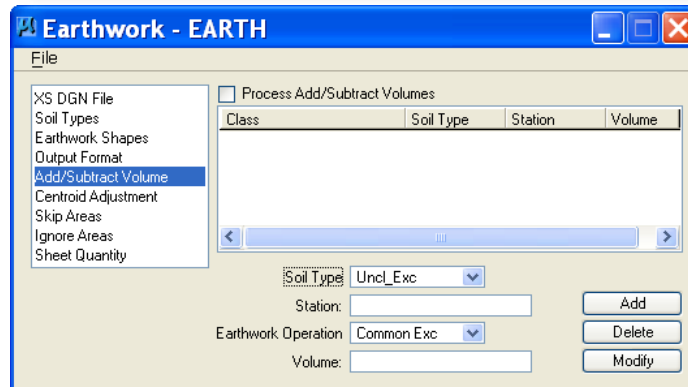 Earthwork - EARTH
File
XS DGN File
Soil Types
Earthwork Shapes
Output Format
Add/Subtract Volume
Centroid Adjustment
Skip Areas
Ignore Areas
Sheet Quantity
Process Add/Subtract Volumes
Class Soil Type Station Volume
Soil Type Uncl_Exc
Station:
Earthwork Operation Common Exc
Volume:
Add
Delete
Modify